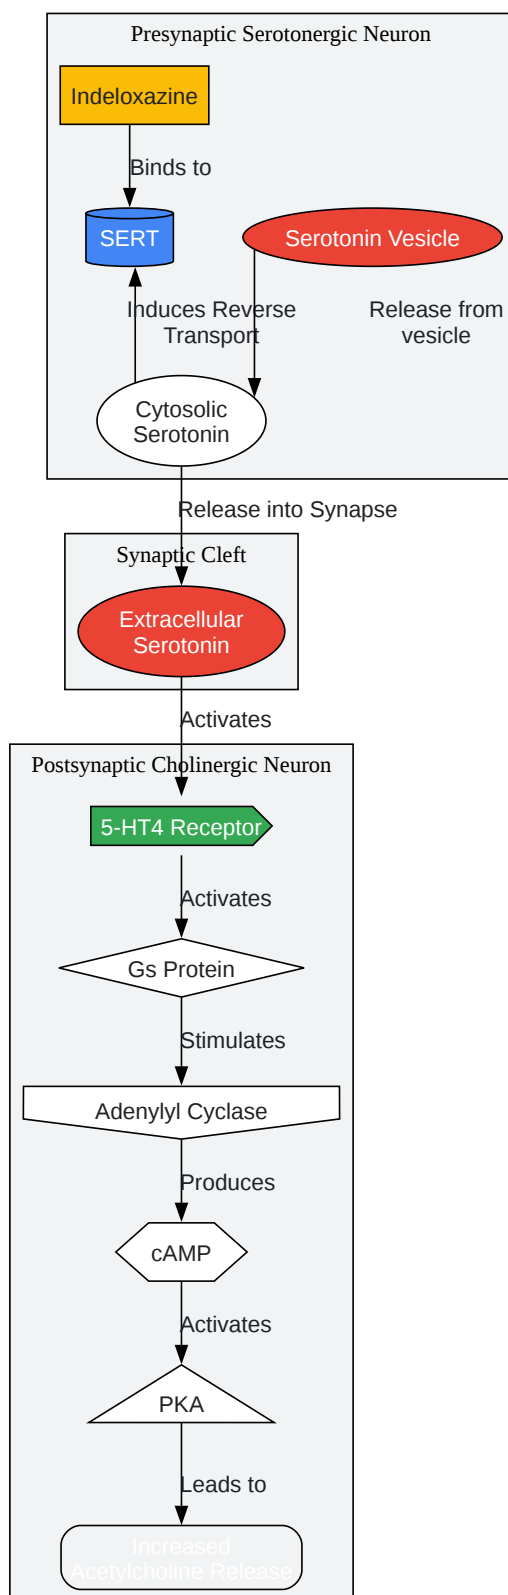 Presynaptic Serotonergic Neuron
Indeloxazine
Binds to
SERT
Serotonin Vesicle
Induces Reverse
Transport
Release from
vesicle
Cytosolic
Serotonin
Release into Synapse
Synaptic Cleft
Extracellular
Serotonin
Activates
Postsynaptic Cholinergic Neuron
5-HT4 Receptor
Activates
Gs Protein
Stimulates
Adenylyl Cyclase
Produces
cAMP
Activates
PKA
Leads to
Increased
Acetylcholine Release